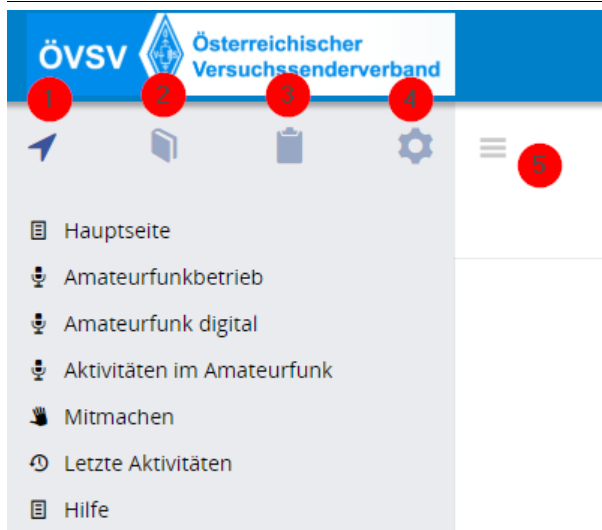 ÖVSV
Österreichischer
Versuchssenderverband
1
2
3
4
5
Hauptseite
Amateurfunkbetrieb
Amateurfunk digital
Aktivitäten im Amateurfunk
Mitmachen
Letzte Aktivitäten
Hilfe